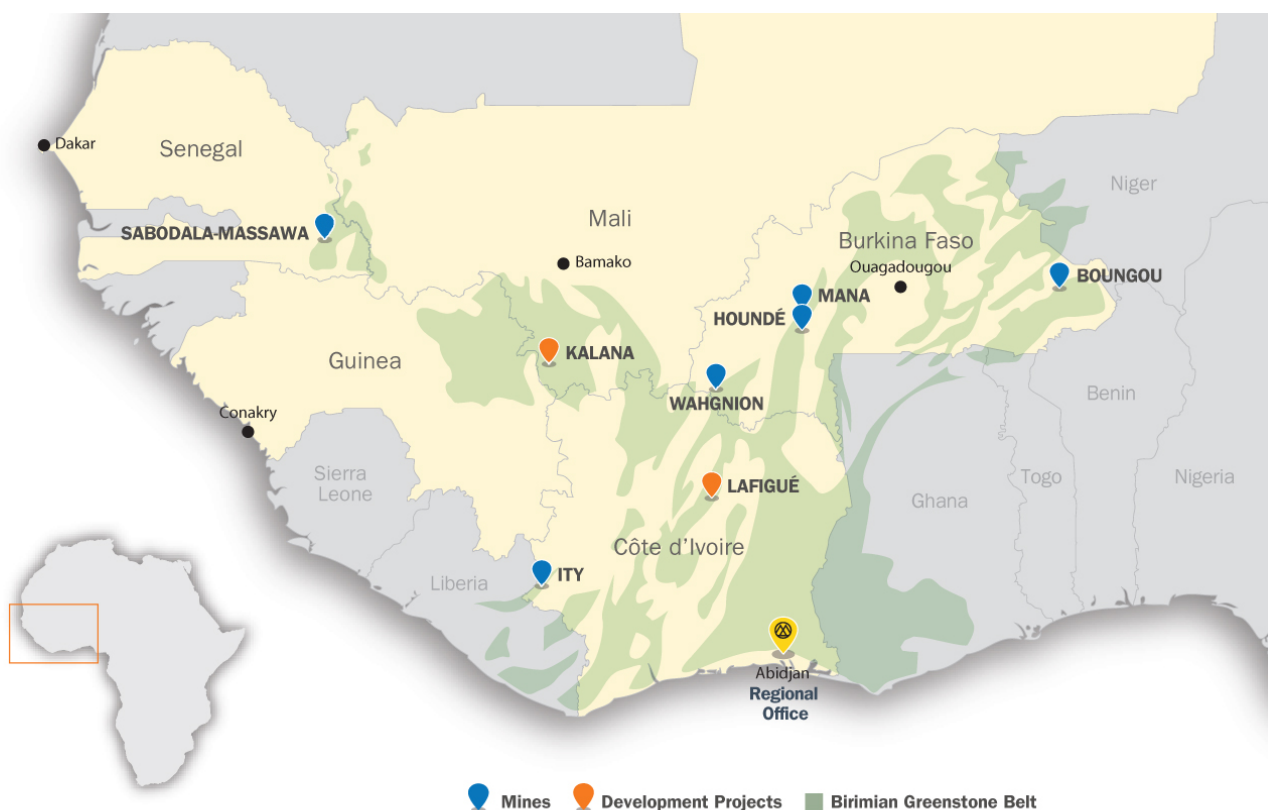 Dakar
Senegal
Niger
Mali
SABODALA-MASSAWA
Burkina Faso
Bamako
Ouagadougou
BOUNGOU
MANA
HOUNDÉ
KALANA
Guinea
WAHGNION
Benin
Conakry
Sierra
Leone
Togo
Nigeria
LAFIGUÉ
Ghana
Côte d'Ivoire
ITY
Liberia
Abidjan
Regional
Office
Mines
Development Projects
Birimian Greenstone Belt